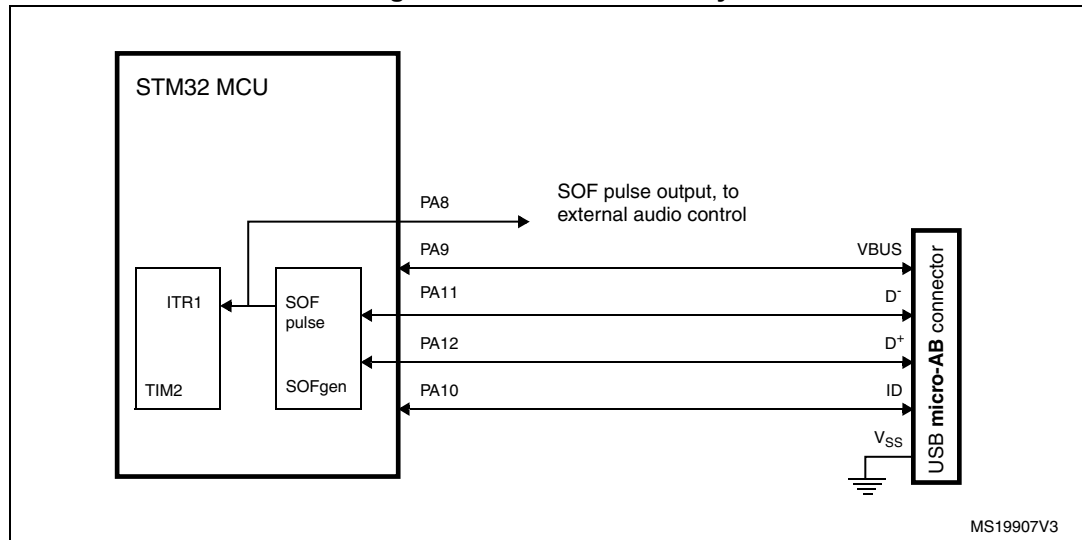 STM32 MCU
PA8
SOF pulse output, to
external audio control
PA9
VBUS
ITR1
SOF
pulse
PA11
D-
PA12
D+
TIM2
SOFgen
PA10
ID
VSS
USB micro-AB connector
MS19907V3